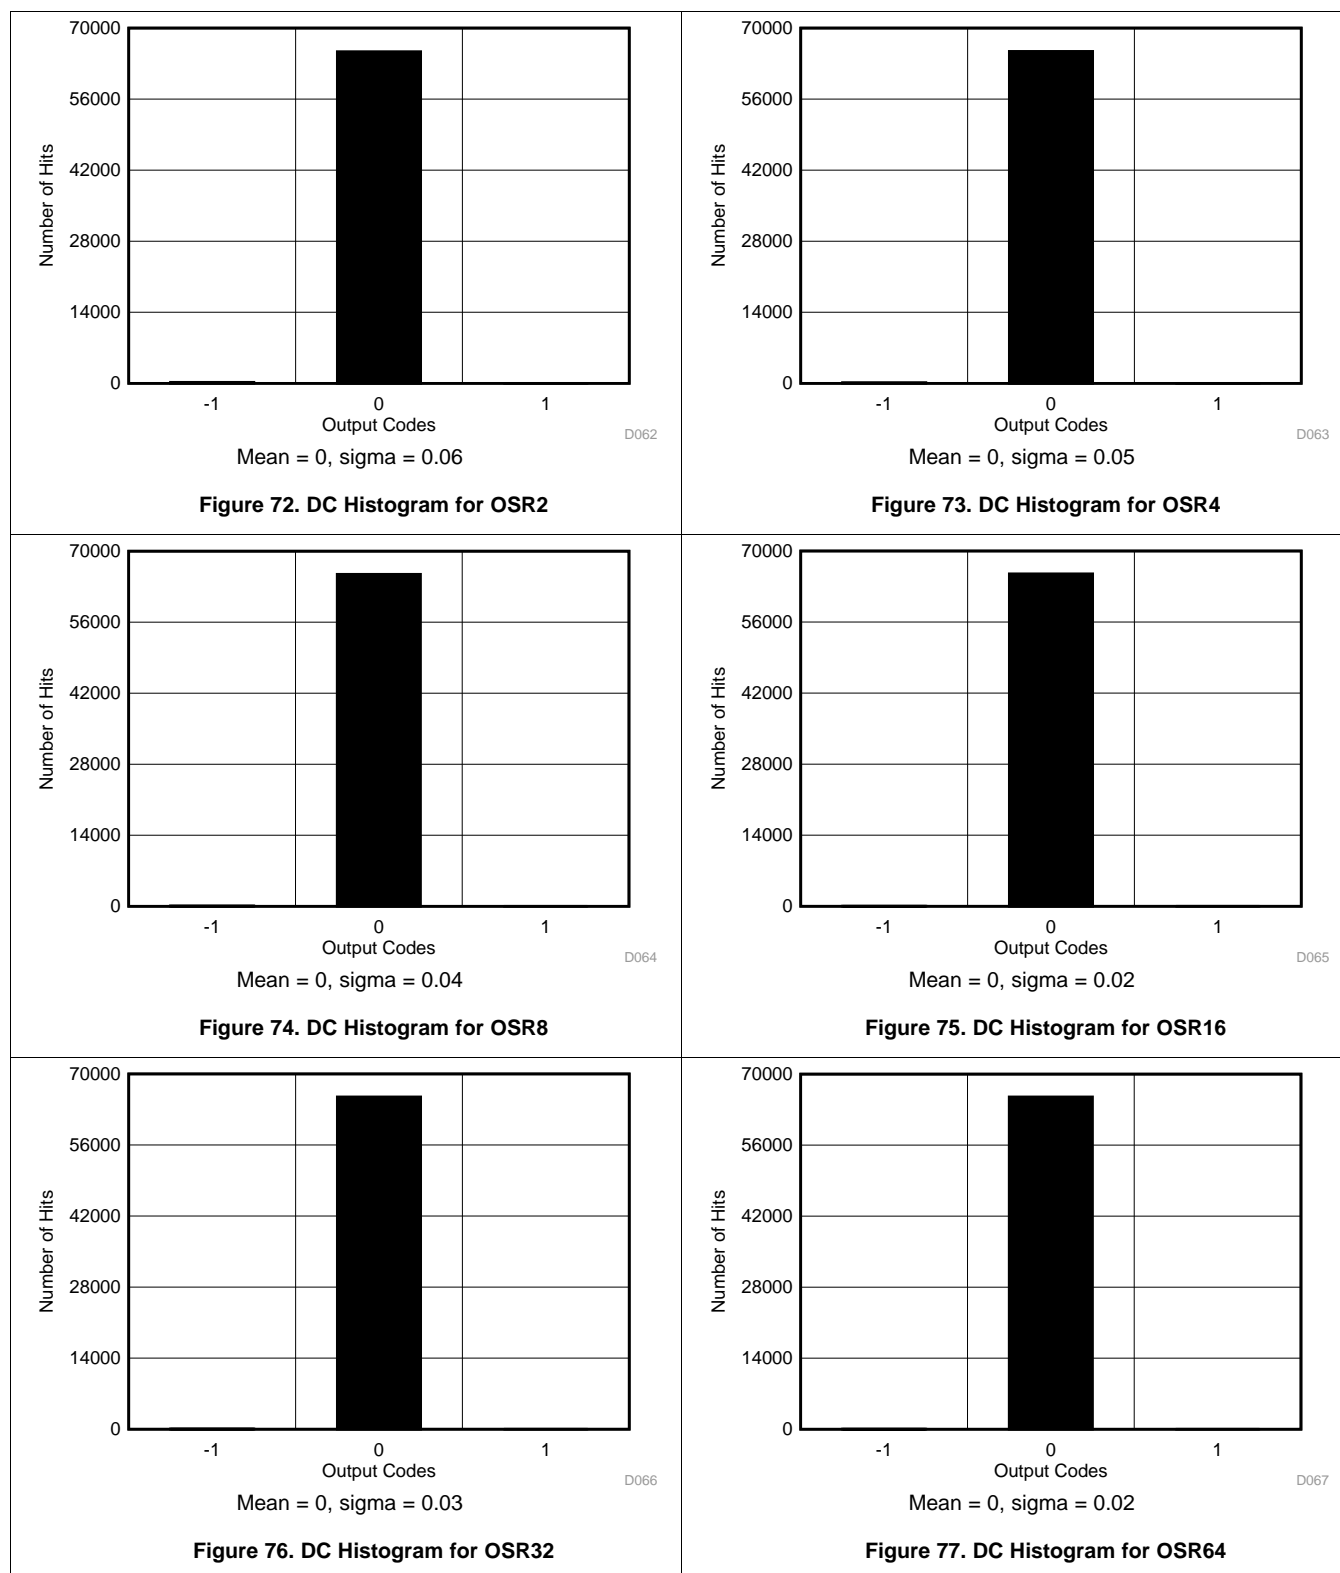 70000
56000
42000
28000
14000
0
Number of Hits
-1
0
1
Output Codes
D062
Mean = 0, sigma = 0.06
Figure 72. DC Histogram for OSR2
70000
56000
42000
28000
14000
0
Number of Hits
-1
0
1
Output Codes
D063
Mean = 0, sigma = 0.05
Figure 73. DC Histogram for OSR4
70000
56000
42000
28000
14000
0
Number of Hits
-1
0
1
Output Codes
D064
Mean = 0, sigma = 0.04
Figure 74. DC Histogram for OSR8
70000
56000
42000
28000
14000
0
Number of Hits
-1
0
1
Output Codes
D065
Mean = 0, sigma = 0.02
Figure 75. DC Histogram for OSR16
70000
56000
42000
28000
14000
0
Number of Hits
-1
0
1
Output Codes
D066
Mean = 0, sigma = 0.03
Figure 76. DC Histogram for OSR32
70000
56000
42000
28000
14000
0
Number of Hits
-1
0
1
Output Codes
D067
Mean = 0, sigma = 0.02
Figure 77. DC Histogram for OSR64